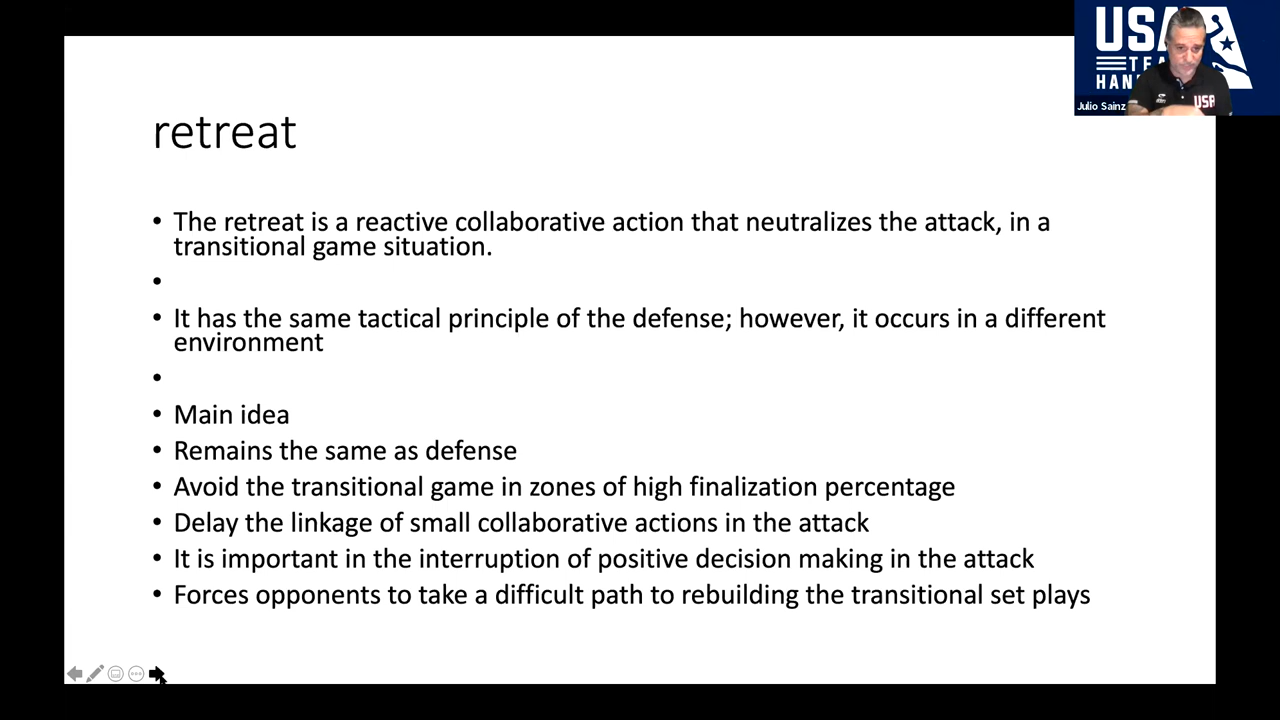 USA
TEA
HAN
USA
Julio Sainz
retreat
• The retreat is a reactive collaborative action that neutralizes the attack, in a
transitional game situation.
•
• It has the same tactical principle of the defense; however, it occurs in a different
environment
•
• Main idea
• Remains the same as defense
• Avoid the transitional game in zones of high finalization percentage
• Delay the linkage of small collaborative actions in the attack
• It is important in the interruption of positive decision making in the attack
• Forces opponents to take a difficult path to rebuilding the transitional set plays